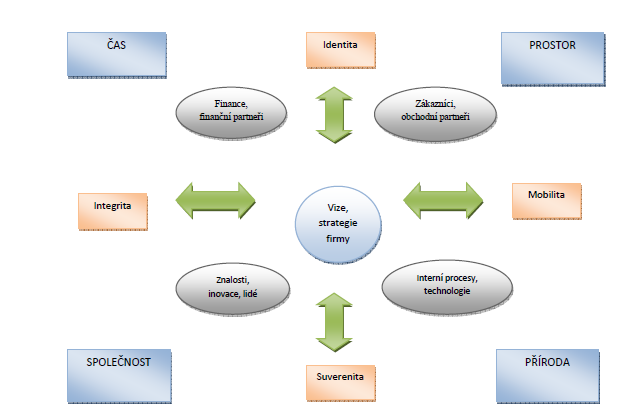 ČAS
Identita
PROSTOR
Finance,
finanční partneři
Zákazníci,
obchodní partneři
Integrita
Vize,
strategie
firmy
Mobilita
Znalosti,
inovace, lidé
Interní procesy,
technologie
SPOLEČNOST
Suverenita
PŘÍRODA